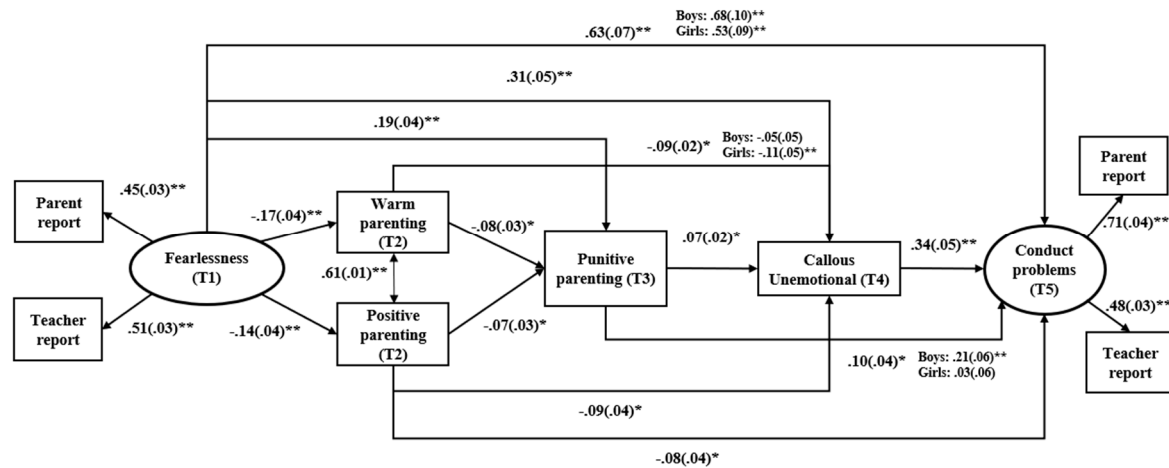 Boys: .68(.10)**
.63(.07)**
Girls: .53(.09)**
.31(.05)**
.19(.04)**
-.09(.02)*
Boys: -.05(.05)
Girls: -.11(.05)**
Parent
report
.45(.03)**
Parent
report
Warm
parenting
(T2)
-.17(.04)**
-.08(.03)*
.71(.04)**
Fearlessness
(T1)
.61(.01)**
Punitive
parenting (T3)
.07(.02)*
Callous
Unemotional (T4)
.34(.05)**
Conduct
problems
(T5)
Teacher
report
.51(.03)**
-.14(.04)**
Positive
parenting
(T2)
-.07(.03)*
.48(.03)**
Teacher
report
.10(.04)*
Boys: .21(.06)**
Girls: .03(.06)
-.09(.04)*
-.08(.04)*